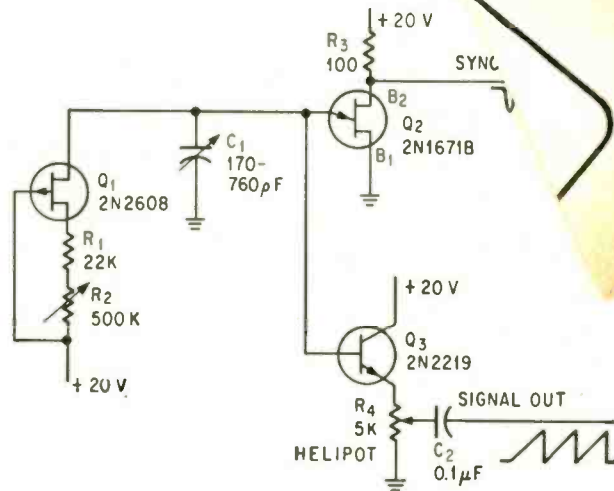 +20 V
R3
100
SYNC
B2
Q2
2N1671B
B1
C1
170-
760pF
Q1
2N2608
R1
22K
R2
500K
+20 V
+20 V
Q3
2N2219
R4
5K
HELIPOT
SIGNAL OUT
C2
0.1µF